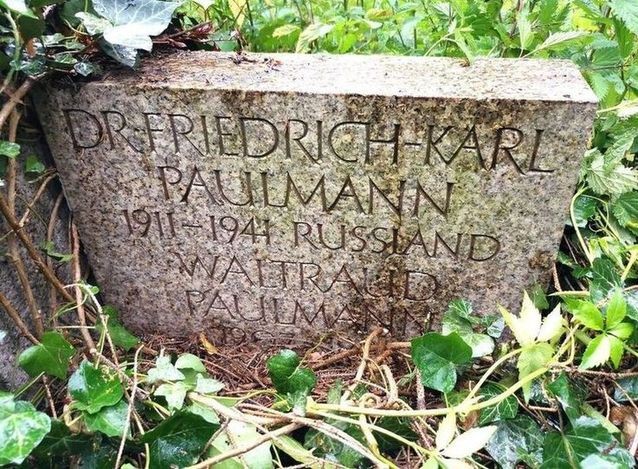 DR·FRIEDRICH-KARL
PAULMANN
1911–1941 RUSSLAND
WALTRAUD
PAULMANN